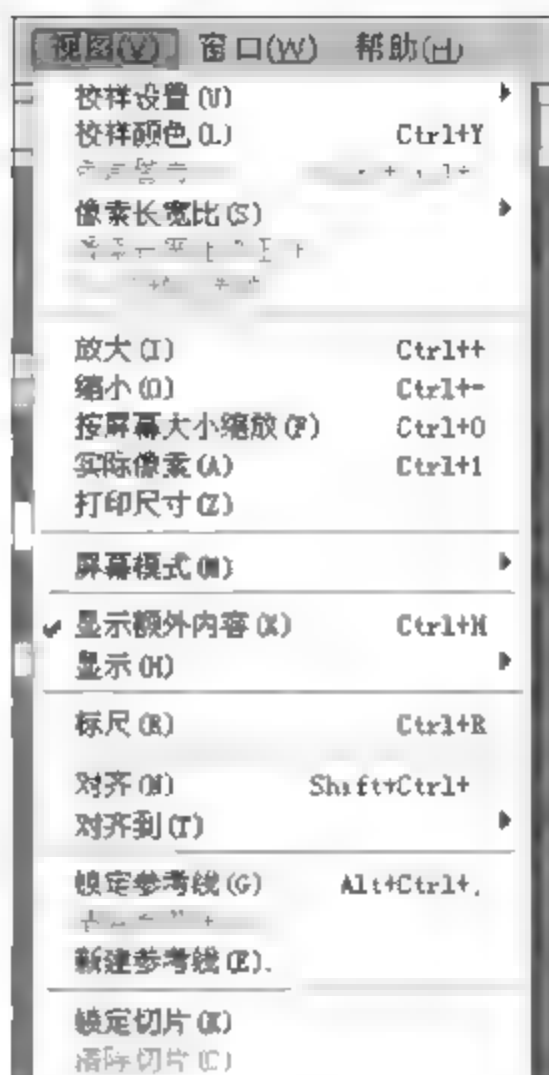 视图(V) 窗口(W) 帮助(H)
校样设置(U)
校样颜色(L) Ctrl+Y
像素长宽比(S)
放大(I) Ctrl++
缩小(O) Ctrl+-
按屏幕大小缩放(F) Ctrl+0
实际像素(A) Ctrl+1
打印尺寸(Z)
屏幕模式(M)
显示额外内容(X) Ctrl+H
显示(H)
标尺(R) Ctrl+R
对齐(N) Shift+Ctrl+
对齐到(T)
锁定参考线(G) Alt+Ctrl+,
新建参考线(E).
锁定切片(K)
清除切片(C)